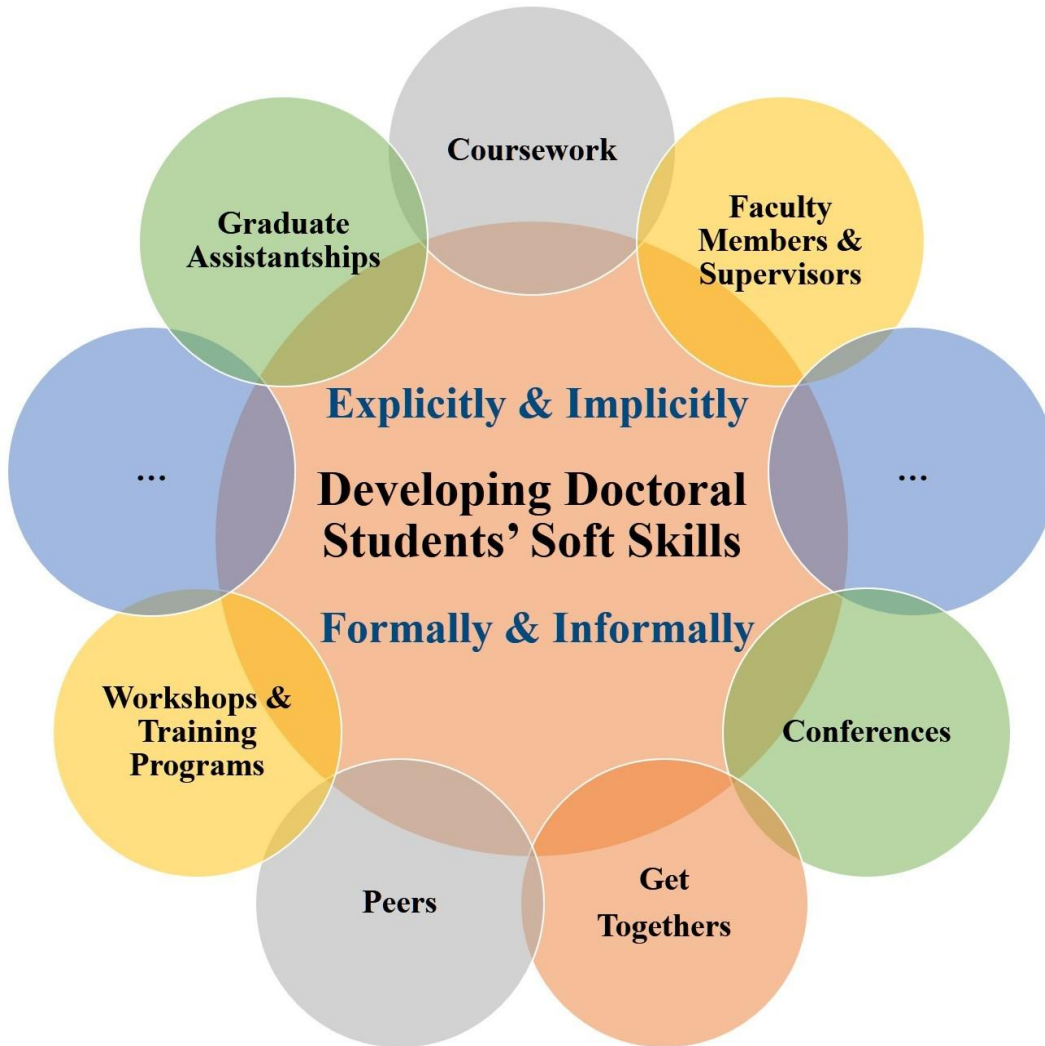 Coursework
Graduate
Assistantships
Faculty
Members &
Supervisors
Explicitly & Implicitly
...
Developing Doctoral
Students’ Soft Skills
...
Formally & Informally
Workshops &
Training
Programs
Conferences
Peers
Get
Togethers